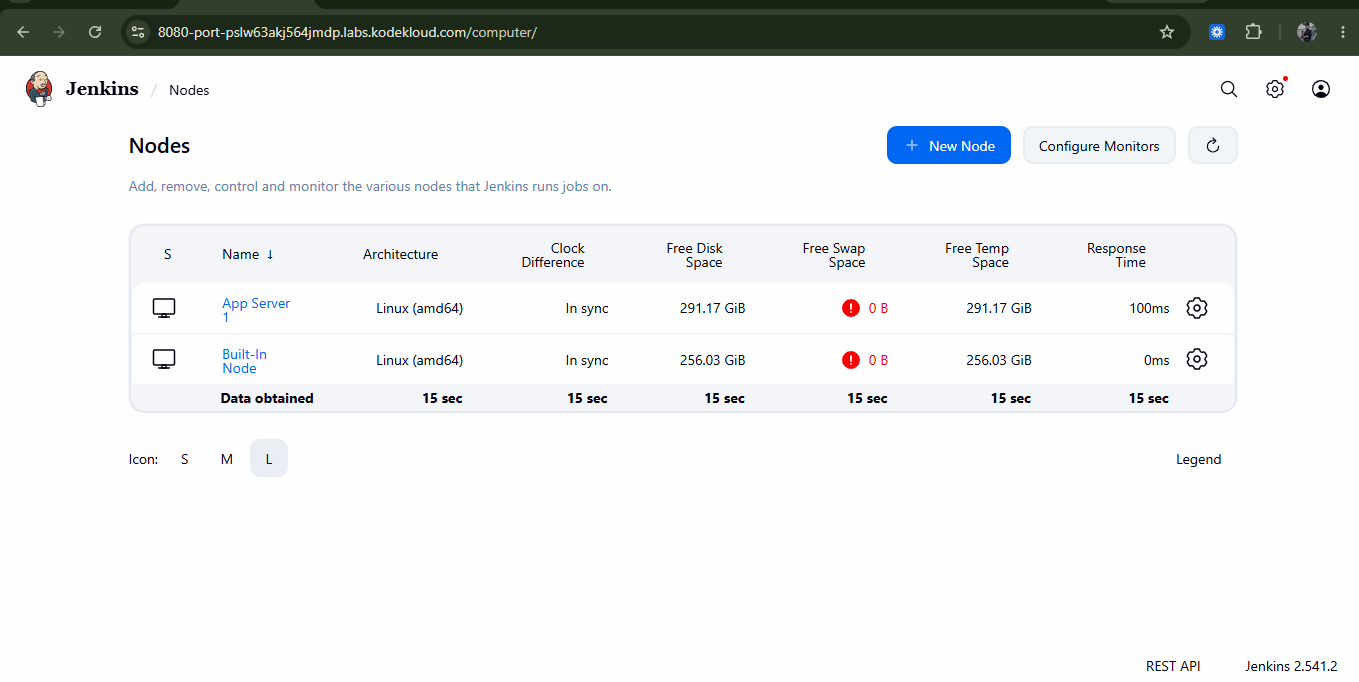 8080-port-pslw63akj564jmdp.labs.kodekloud.com/computer/
Jenkins / Nodes
Nodes
+ New Node
Configure Monitors
Add, remove, control and monitor the various nodes that Jenkins runs jobs on.
S Name ↓ Architecture Clock Difference Free Disk Space Free Swap Space Free Temp Space Response Time
App Server 1 Linux (amd64) In sync 291.17 GiB 0 B 291.17 GiB 100ms
Built-In Node Linux (amd64) In sync 256.03 GiB 0 B 256.03 GiB 0ms
Data obtained 15 sec 15 sec 15 sec 15 sec 15 sec 15 sec
Icon: S M L Legend
REST API Jenkins 2.541.2